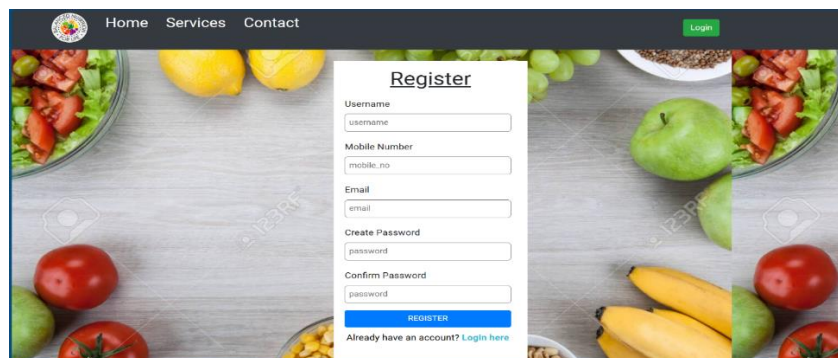 Home Services Contact
Login
Register
Username
username
Mobile Number
mobile_no
Email
email
Create Password
password
Confirm Password
password
REGISTER
Already have an account? Login here
123RF
123RF